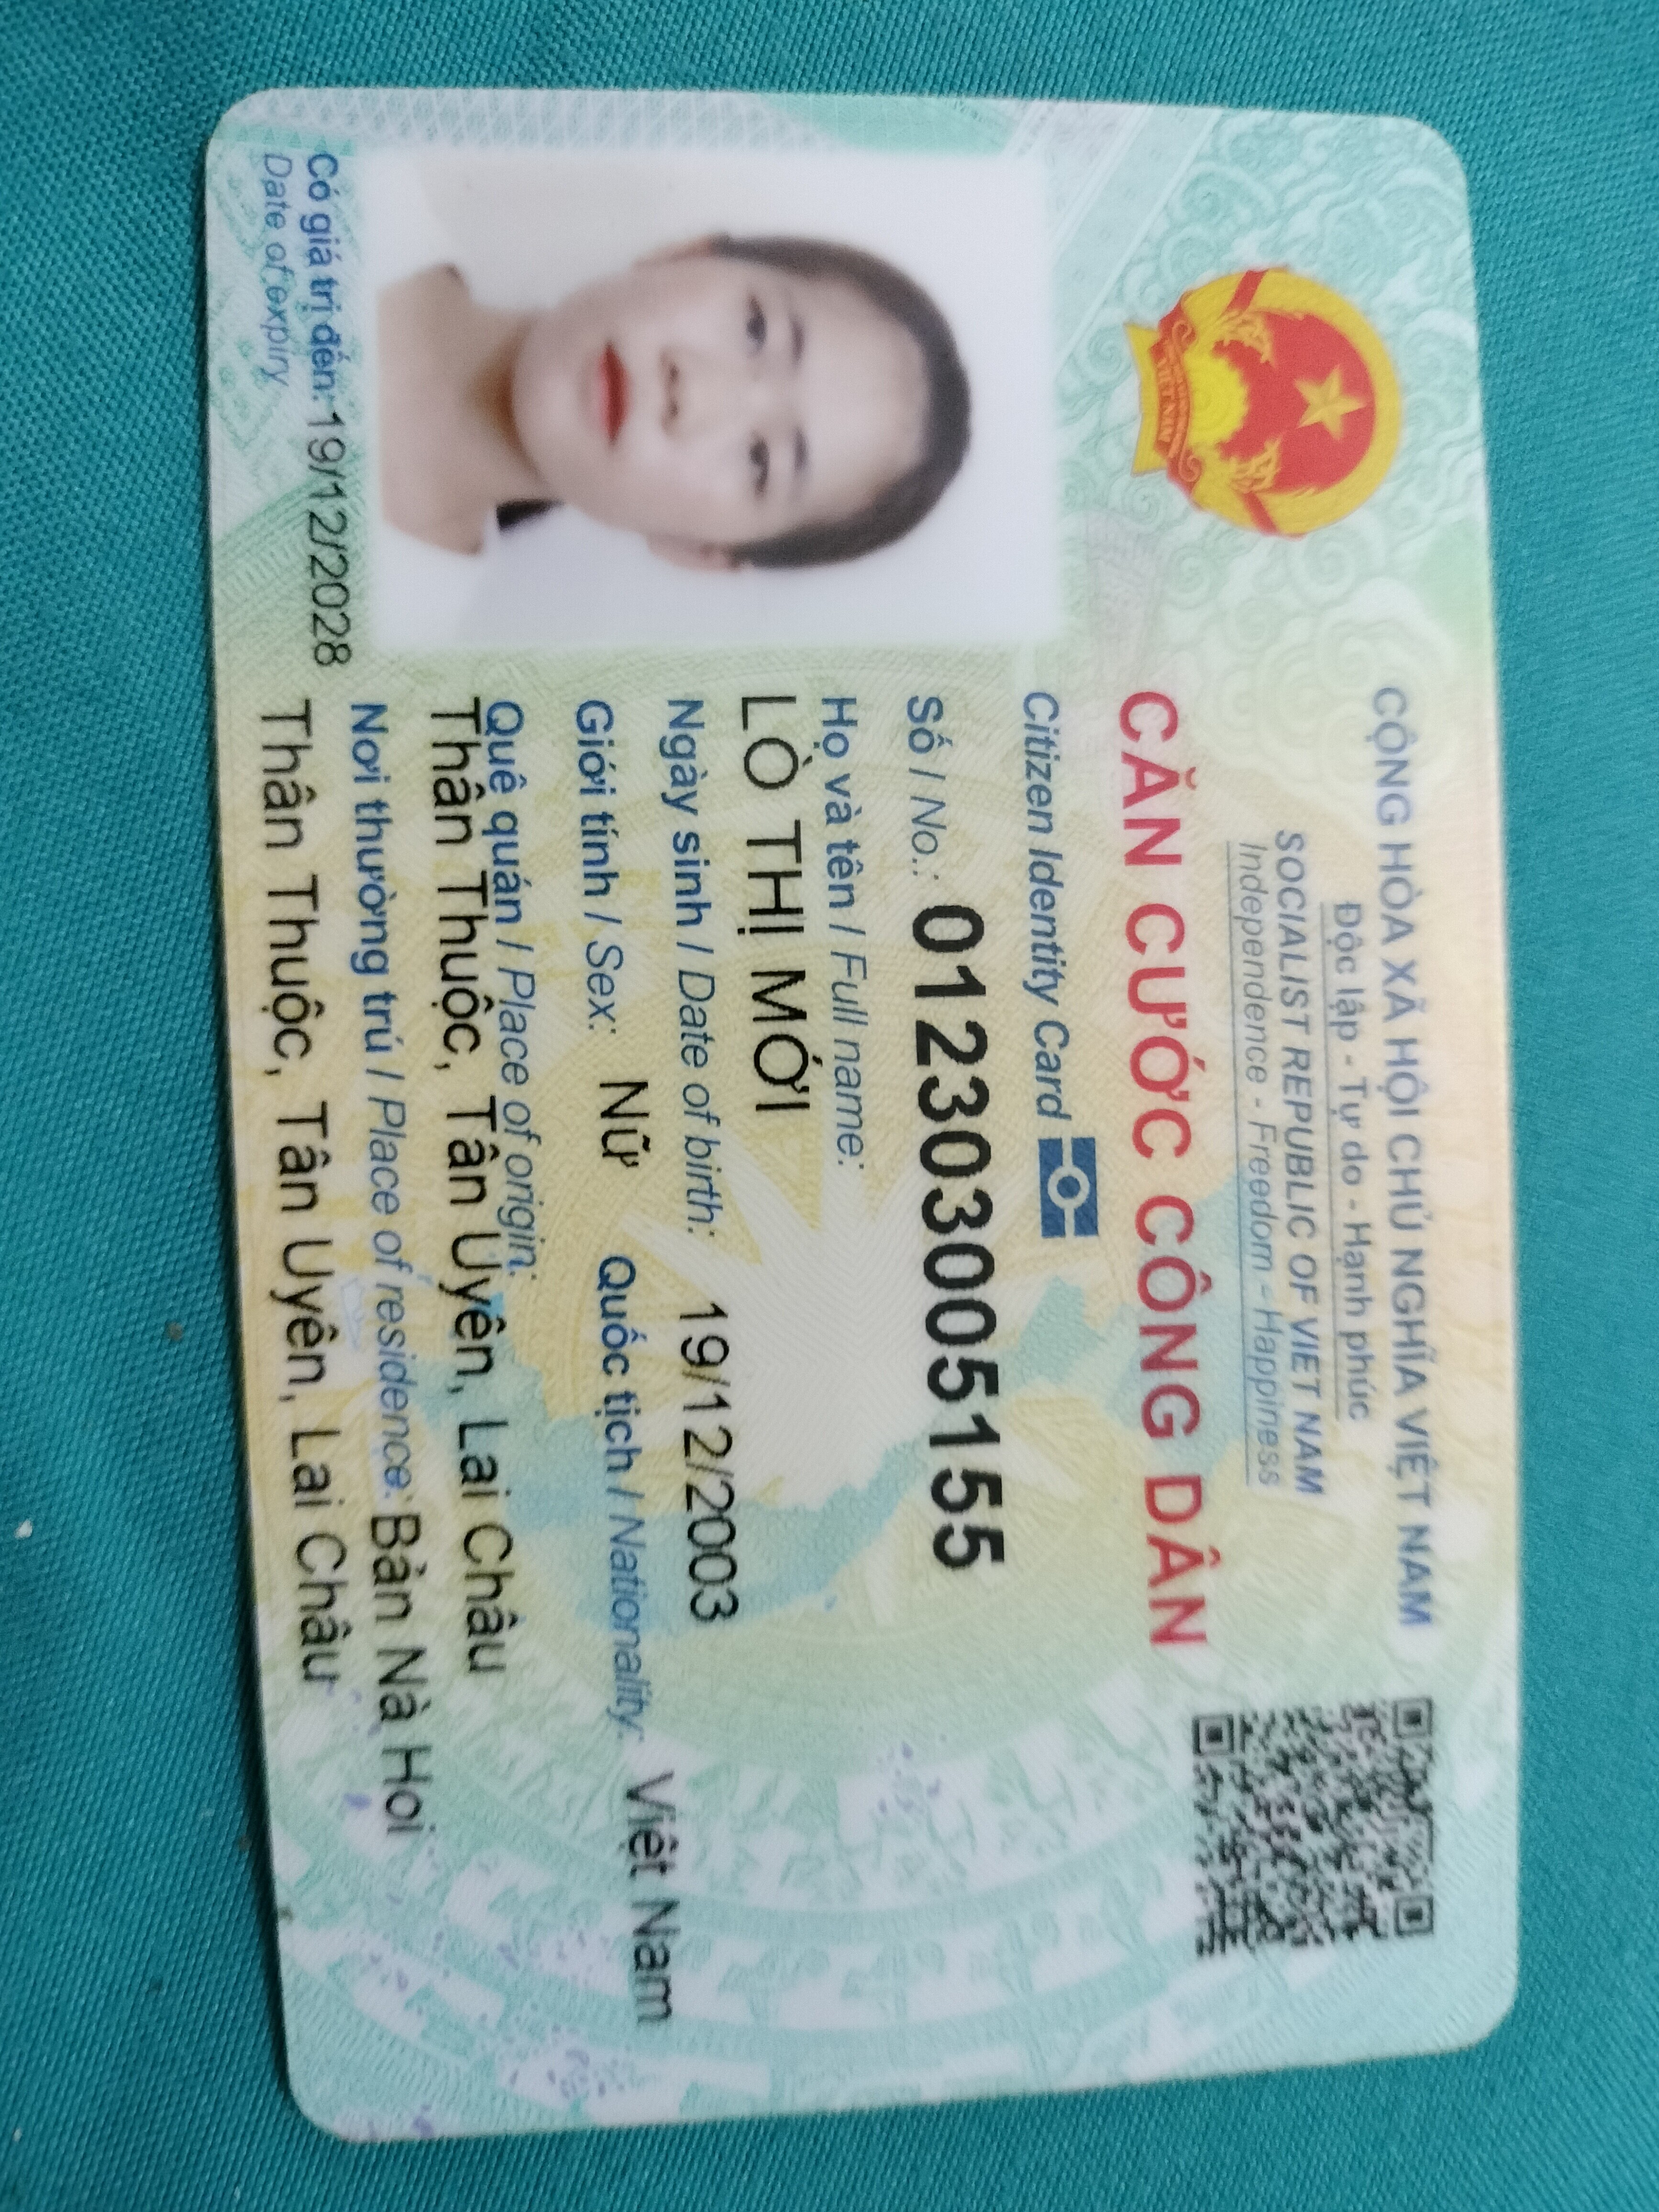 CỘNG HÒA XÃ HỘI CHỦ NGHĨA VIỆT NAM
Độc lập - Tự do - Hạnh phúc
SOCIALIST REPUBLIC OF VIET NAM
Independence - Freedom - Happiness
CĂN CƯỚC CÔNG DÂN
Citizen Identity Card
Số / No.: 012303005155
Họ và tên / Full name:
LÒ THỊ MỚI
Ngày sinh / Date of birth: 19/12/2003
Giới tính / Sex: Nữ Quốc tịch / Nationality: Việt Nam
Quê quán / Place of origin:
Thân Thuộc, Tân Uyên, Lai Châu
Nơi thường trú / Place of residence: Bản Nà Hoi
Thân Thuộc, Tân Uyên, Lai Châu
Có giá trị đến: 19/12/2028
Date of expiry